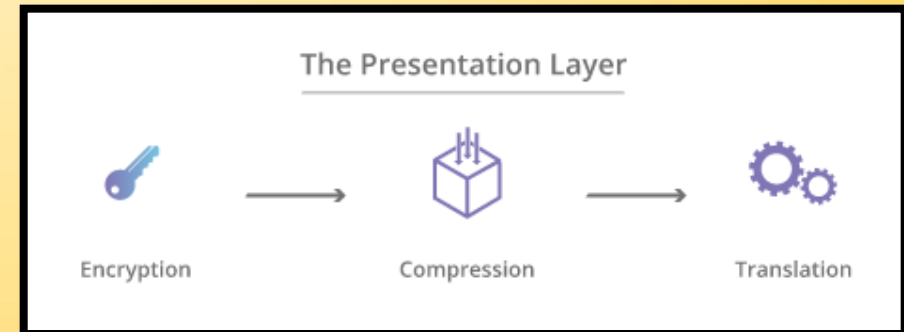 The Presentation Layer
Encryption
Compression
Translation